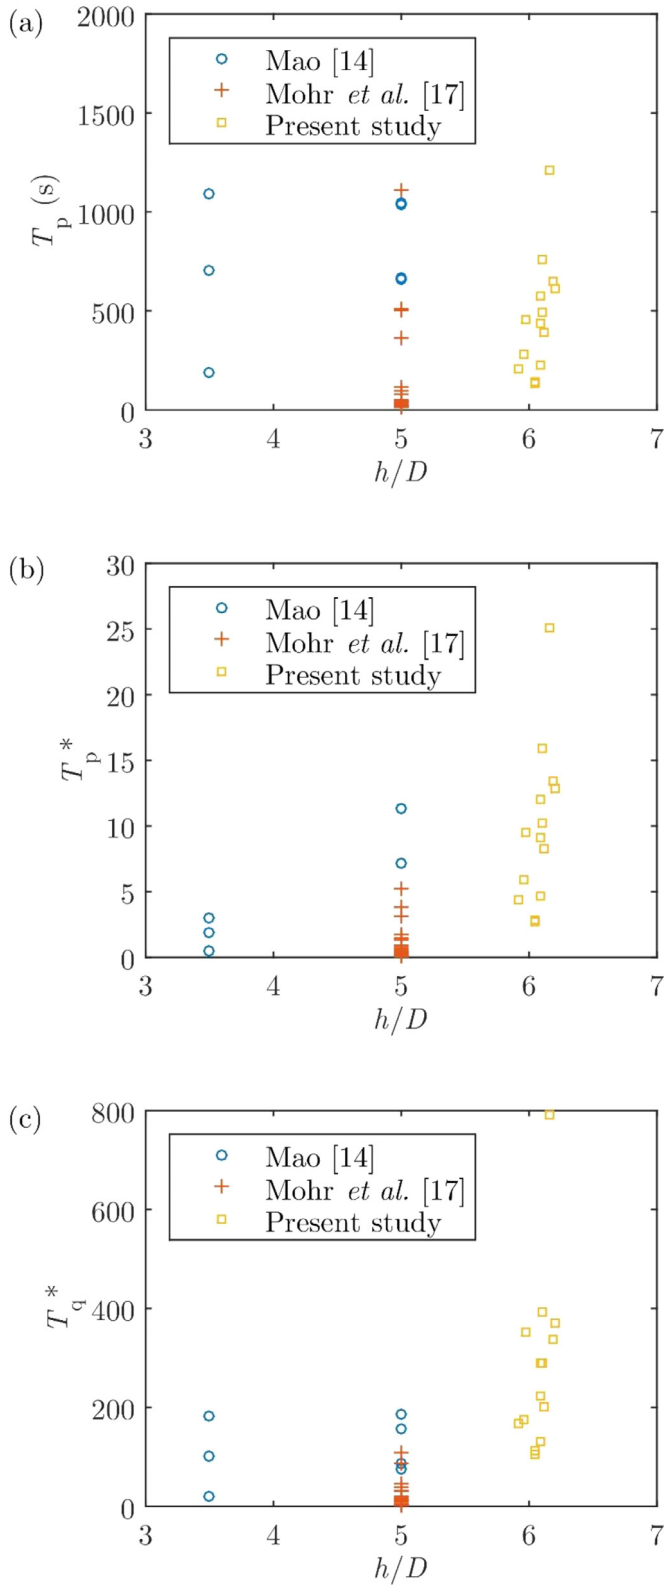 (a)
2000
1500
1000
500
0
T_p (s)
Mao [14]
Mohr et al. [17]
Present study
3 4 5 6 7
h/D
(b)
30
25
20
15
10
5
0
T_p*
Mao [14]
Mohr et al. [17]
Present study
3 4 5 6 7
h/D
(c)
800
600
400
200
0
T_q*
Mao [14]
Mohr et al. [17]
Present study
3 4 5 6 7
h/D